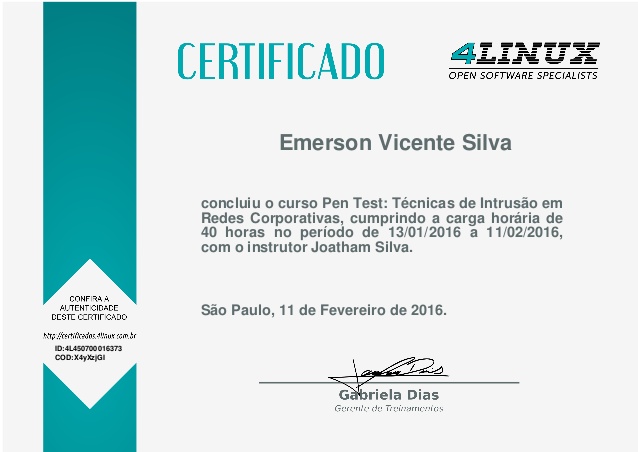 CERTIFICADO
4LINUX
OPEN SOFTWARE SPECIALISTS
Emerson Vicente Silva
concluiu o curso Pen Test: Técnicas de Intrusão em
Redes Corporativas, cumprindo a carga horária de
40 horas no período de 13/01/2016 a 11/02/2016,
com o instrutor Joatham Silva.
São Paulo, 11 de Fevereiro de 2016.
CONFIRA A
AUTENTICIDADE
DESTE CERTIFICADO
http://certificados.4linux.com.br
ID:4L450700016373
COD:X4yXzjGI
Gabriela Dias
Gerente de Treinamentos